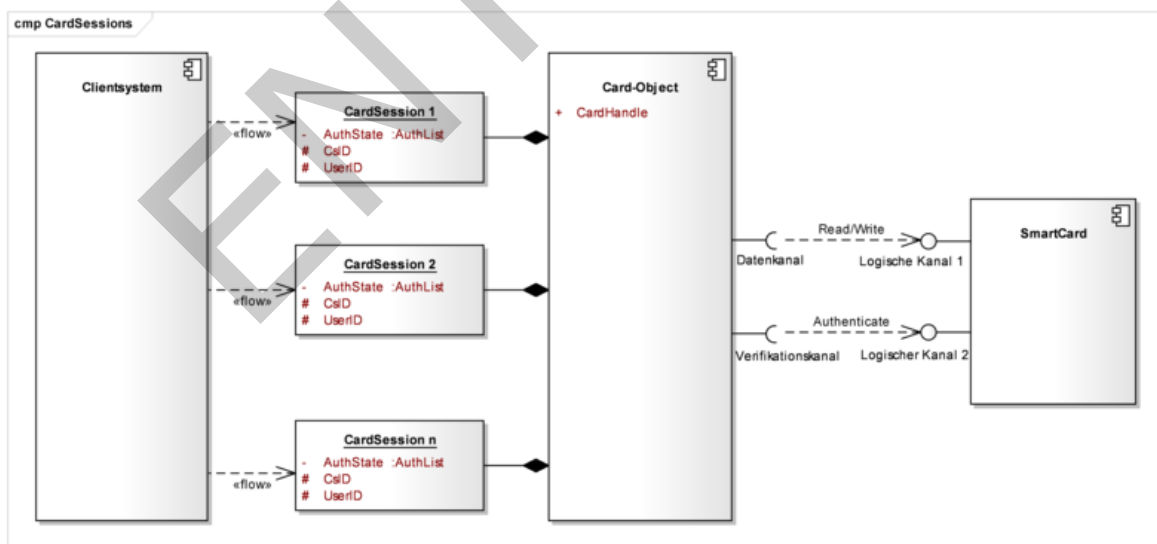 cmp CardSessions
Clientsystem
«flow»
CardSession 1
- AuthState :AuthList
# CsID
# UserID
«flow»
CardSession 2
- AuthState :AuthList
# CsID
# UserID
«flow»
CardSession n
- AuthState :AuthList
# CsID
# UserID
Card-Object
+ CardHandle
Read/Write
Datenkanal
Logische Kanal 1
Authenticate
Verifikationskanal
Logischer Kanal 2
SmartCard